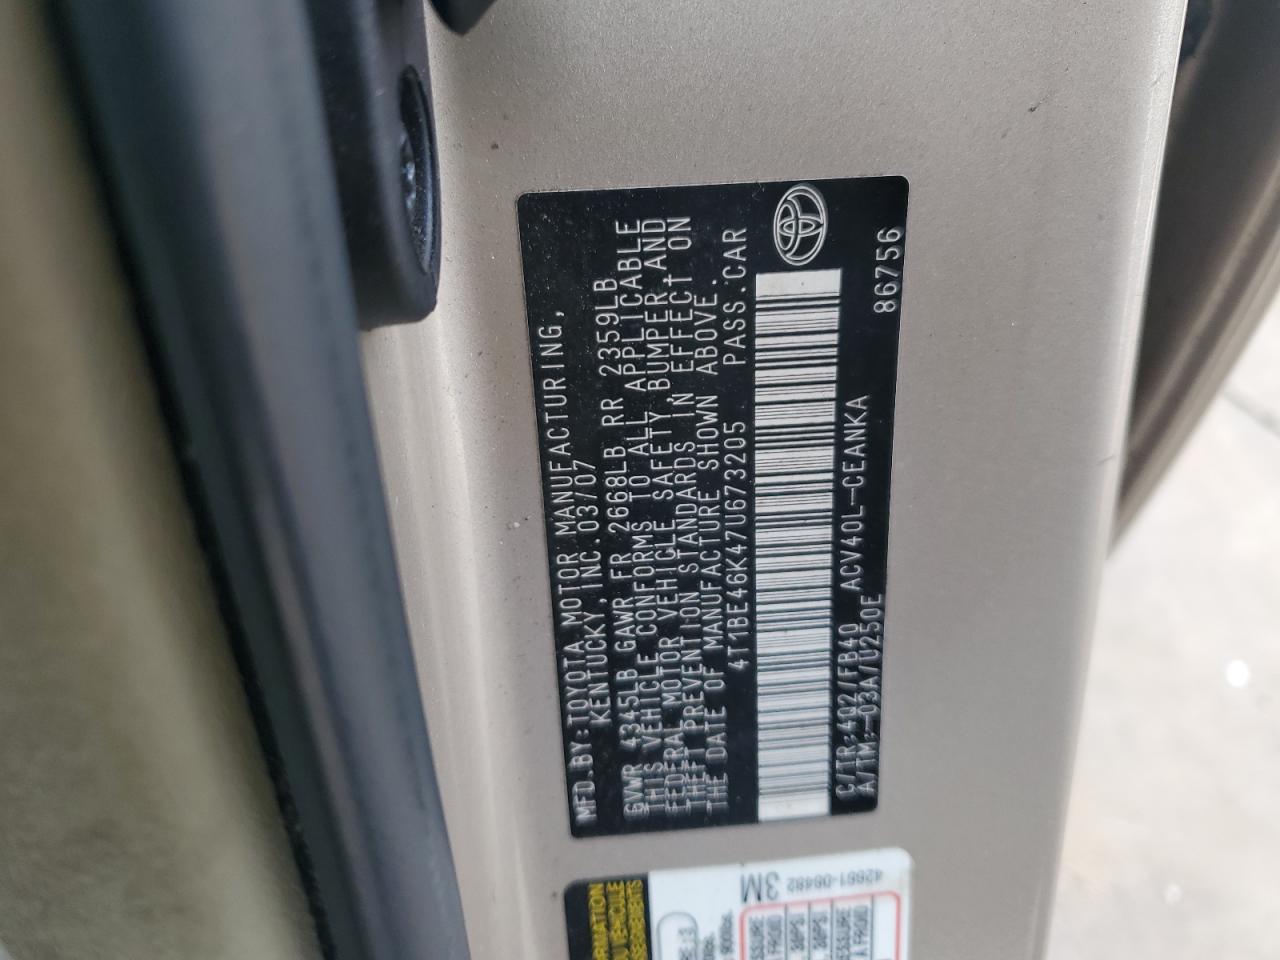 MFD.BY:TOYOTA MOTOR MANUFACTURING,
KENTUCKY,INC.03/07
GVWR 4345LB GAWR FR 2668LB RR 2359LB
THIS VEHICLE CONFORMS TO ALL APPLICABLE
FEDERAL MOTOR VEHICLE SAFETY,BUMPER,AND
THEFT PREVENTION STANDARDS IN EFFECT ON
THE DATE OF MANUFACTURE SHOWN ABOVE.
4T1BE46K47U673205 PASS.CAR
C/TR:4Q2/FB40 ACV40L-CEANKA
A/TM:-03A/U250E
86756
3M
42661-06482